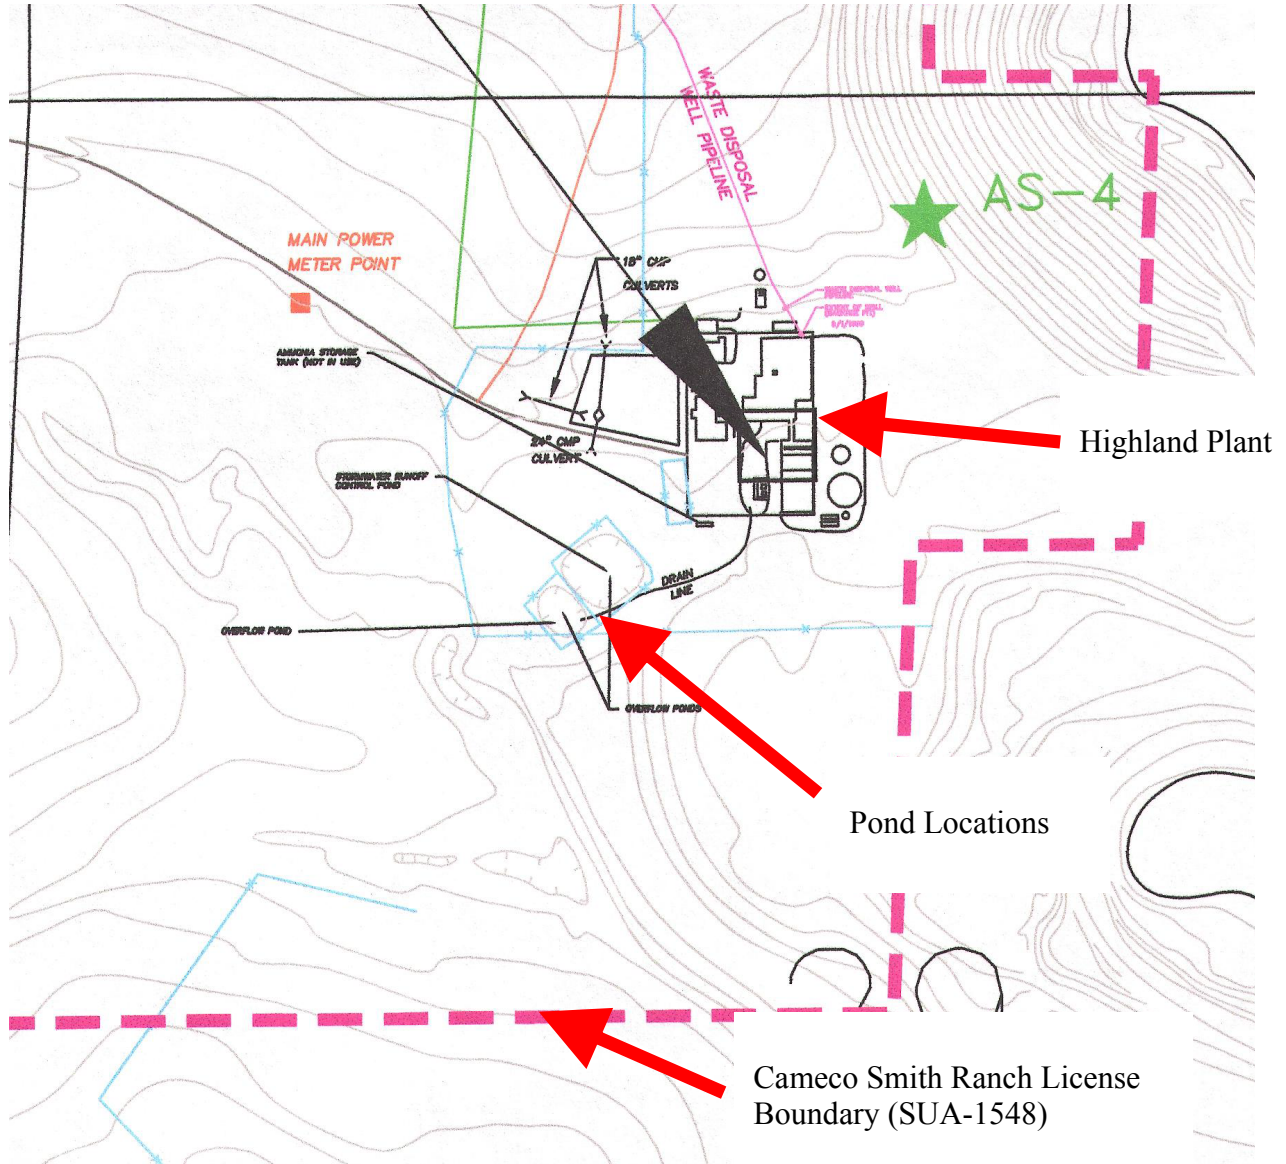 WASTE DISPOSAL
WELL PIPELINE
AS-4
MAIN POWER
METER POINT
18" CMP
CULVERTS
AMMONIA STORAGE
TANK (NOT IN USE)
24" CMP
CULVERT
Highland Plant
STORMWATER RUNOFF
CONTROL POND
DRAIN
LINE
OVERFLOW POND
OVERFLOW PONDS
Pond Locations
Cameco Smith Ranch License
Boundary (SUA-1548)